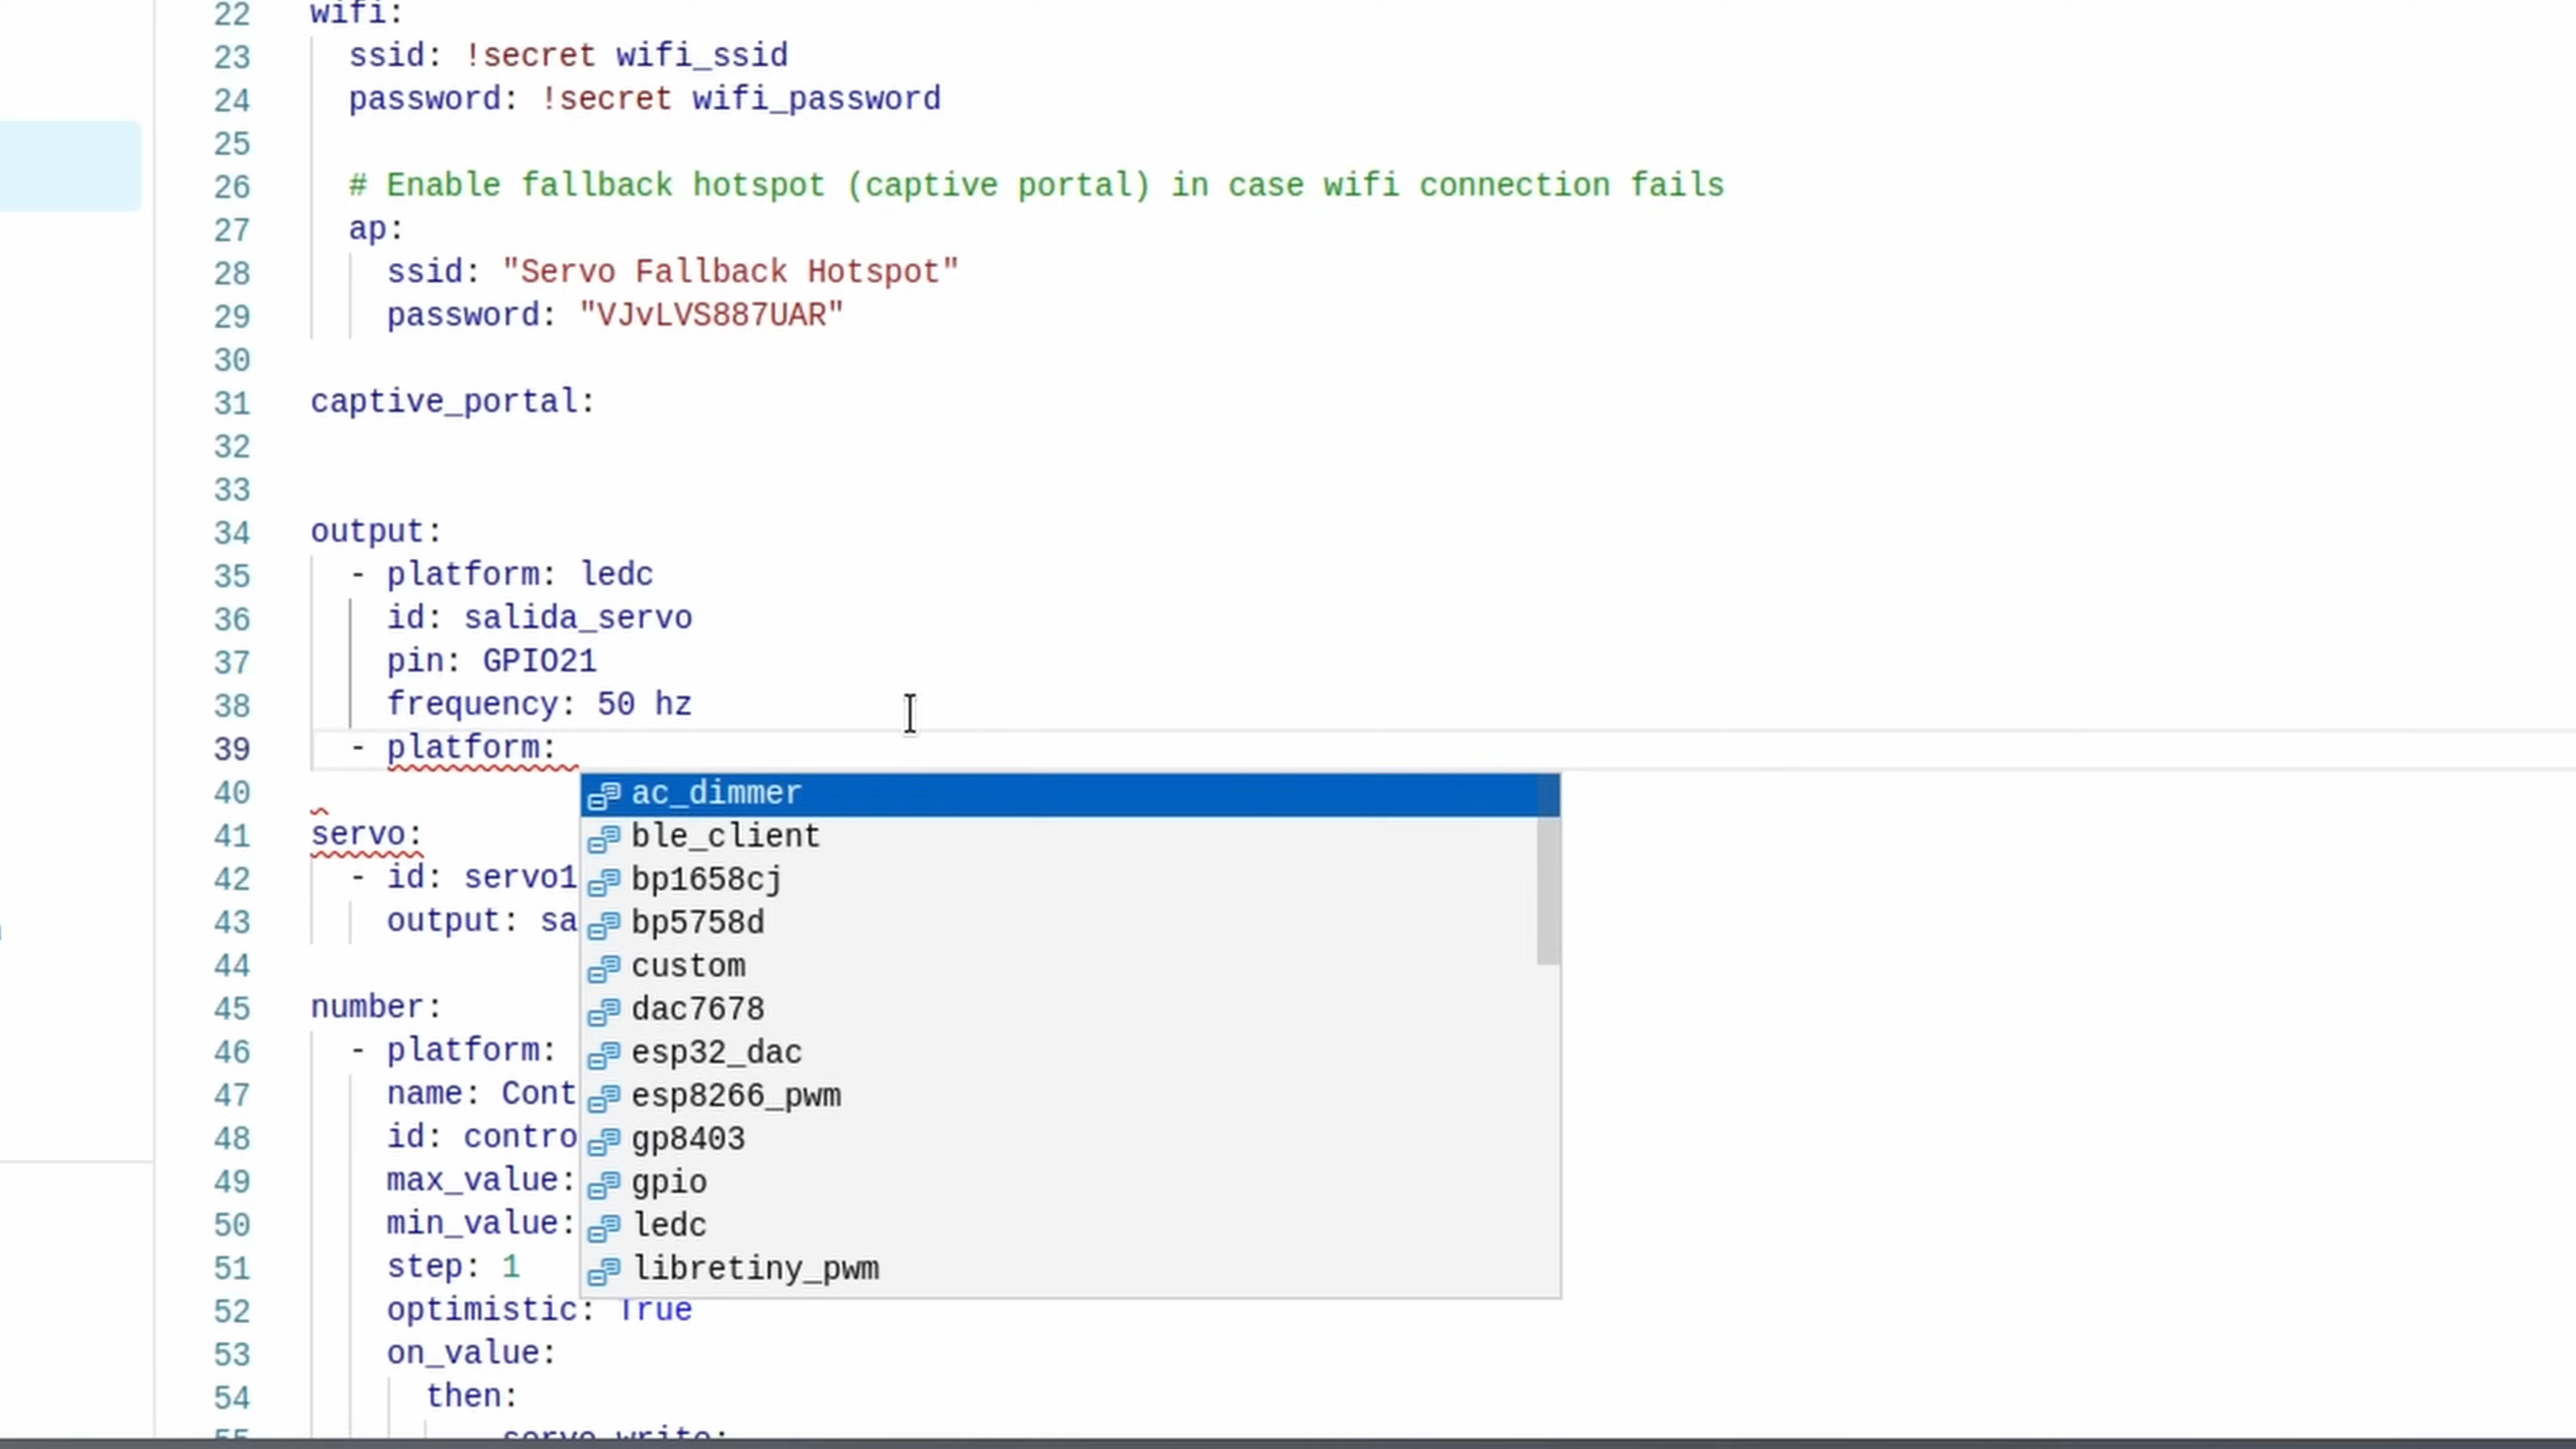 22 wifi:
23 ssid: !secret wifi_ssid
24 password: !secret wifi_password
25
26 # Enable fallback hotspot (captive portal) in case wifi connection fails
27 ap:
28 ssid: "Servo Fallback Hotspot"
29 password: "VJvLVS887UAR"
30
31 captive_portal:
32
33
34 output:
35 - platform: ledc
36 id: salida_servo
37 pin: GPIO21
38 frequency: 50 hz
39 - platform:
ac_dimmer
ble_client
bp1658cj
bp5758d
custom
dac7678
esp32_dac
esp8266_pwm
gp8403
gpio
ledc
libretiny_pwm
40
41 servo:
42 - id: servo1
43 output: sa
44
45 number:
46 - platform:
47 name: Cont
48 id: contro
49 max_value:
50 min_value:
51 step: 1
52 optimistic: True
53 on_value:
54 then:
55 servo.write: